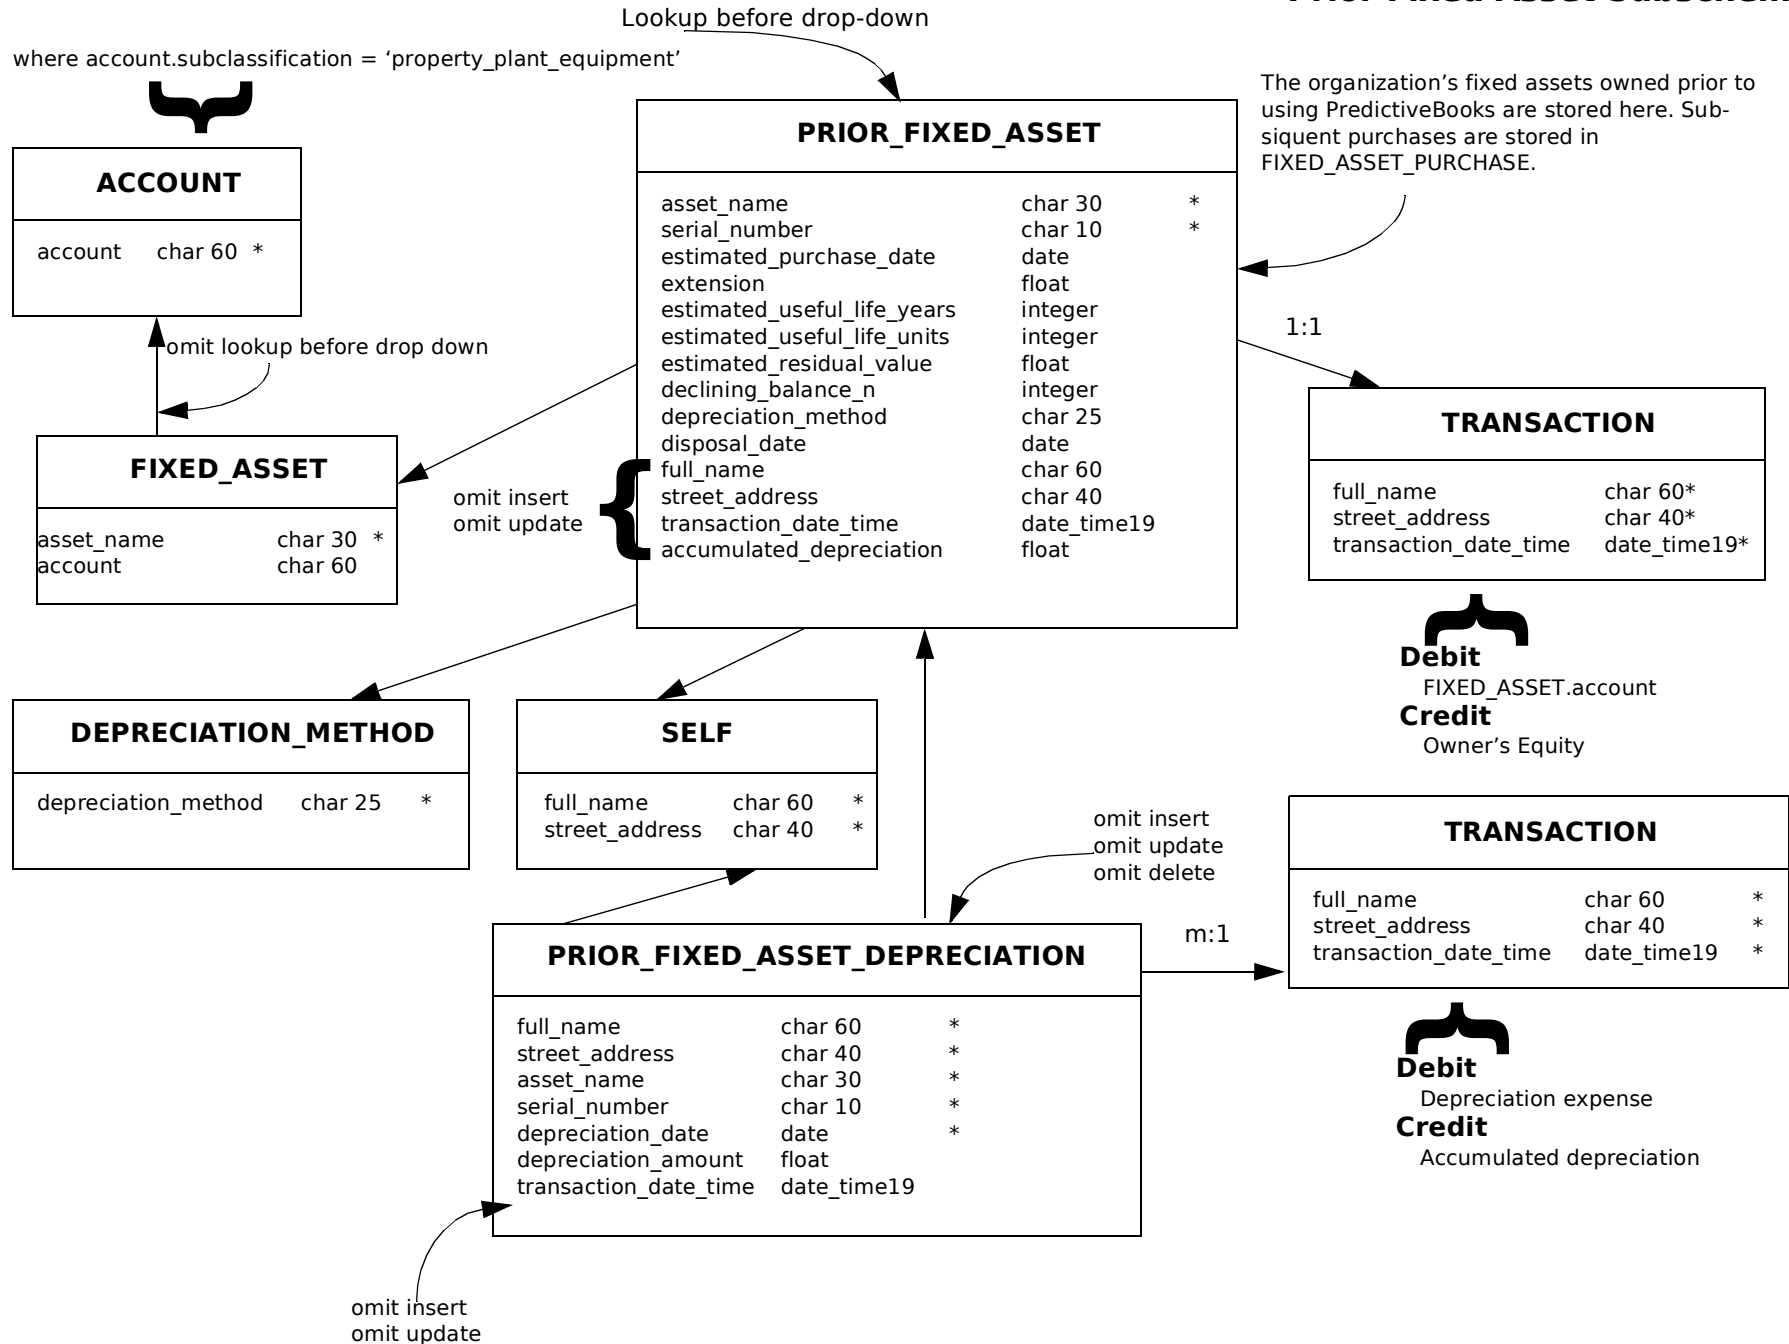 Lookup before drop-down
where account.subclassification = ‘property_plant_equipment’
The organization’s fixed assets owned prior to
using PredictiveBooks are stored here. Sub-
siquent purchases are stored in
FIXED_ASSET_PURCHASE.
PRIOR_FIXED_ASSET
asset_name char 30 *
serial_number char 10 *
estimated_purchase_date date
extension float
estimated_useful_life_years integer
estimated_useful_life_units integer
estimated_residual_value float
declining_balance_n integer
depreciation_method char 25
disposal_date date
full_name char 60
street_address char 40
transaction_date_time date_time19
accumulated_depreciation float
omit insert
omit update
ACCOUNT
account char 60 *
omit lookup before drop down
FIXED_ASSET
asset_name char 30 *
account char 60
1:1
TRANSACTION
full_name char 60*
street_address char 40*
transaction_date_time date_time19*
Debit
FIXED_ASSET.account
Credit
Owner’s Equity
DEPRECIATION_METHOD
depreciation_method char 25 *
SELF
full_name char 60 *
street_address char 40 *
omit insert
omit update
omit delete
m:1
TRANSACTION
full_name char 60 *
street_address char 40 *
transaction_date_time date_time19 *
Debit
Depreciation expense
Credit
Accumulated depreciation
PRIOR_FIXED_ASSET_DEPRECIATION
full_name char 60 *
street_address char 40 *
asset_name char 30 *
serial_number char 10 *
depreciation_date date *
depreciation_amount float
transaction_date_time date_time19
omit insert
omit update